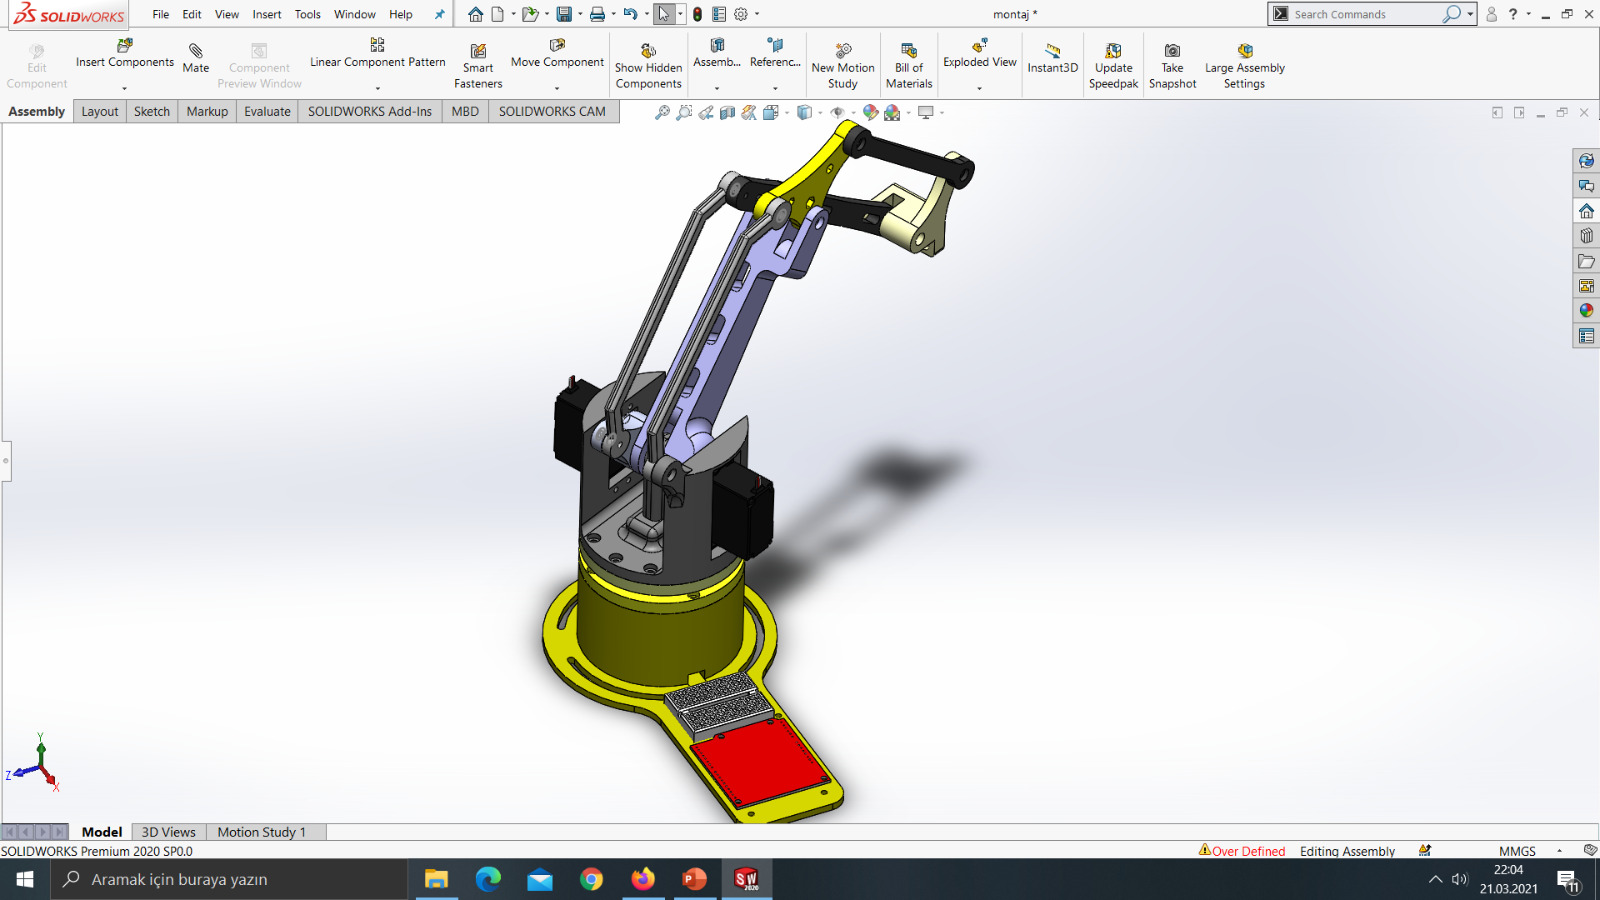 SOLIDWORKS File Edit View Insert Tools Window Help montaj * Search Commands ?
Edit Component
Insert Components
Mate
Component Preview Window
Linear Component Pattern
Smart Fasteners
Move Component
Show Hidden Components
Assemb...
Referenc...
New Motion Study
Bill of Materials
Exploded View
Instant3D
Update Speedpak
Take Snapshot
Large Assembly Settings
Assembly Layout Sketch Markup Evaluate SOLIDWORKS Add-Ins MBD SOLIDWORKS CAM
Y
Z
X
Model 3D Views Motion Study 1
SOLIDWORKS Premium 2020 SP0.0 Over Defined Editing Assembly MMGS
Aramak için buraya yazın
SW
2020
22:04
21.03.2021
11